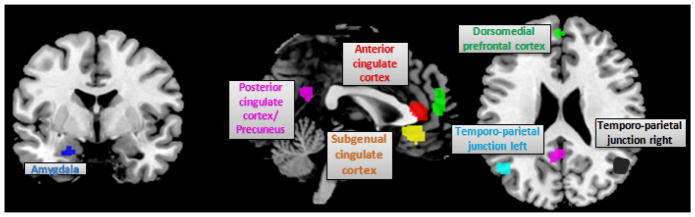 Amygdala
Posterior
cingulate
cortex/
Precuneus
Anterior
cingulate
cortex
Subgenual
cingulate
cortex
Dorsomedial
prefrontal cortex
Temporo-parietal
junction left
Temporo-parietal
junction right